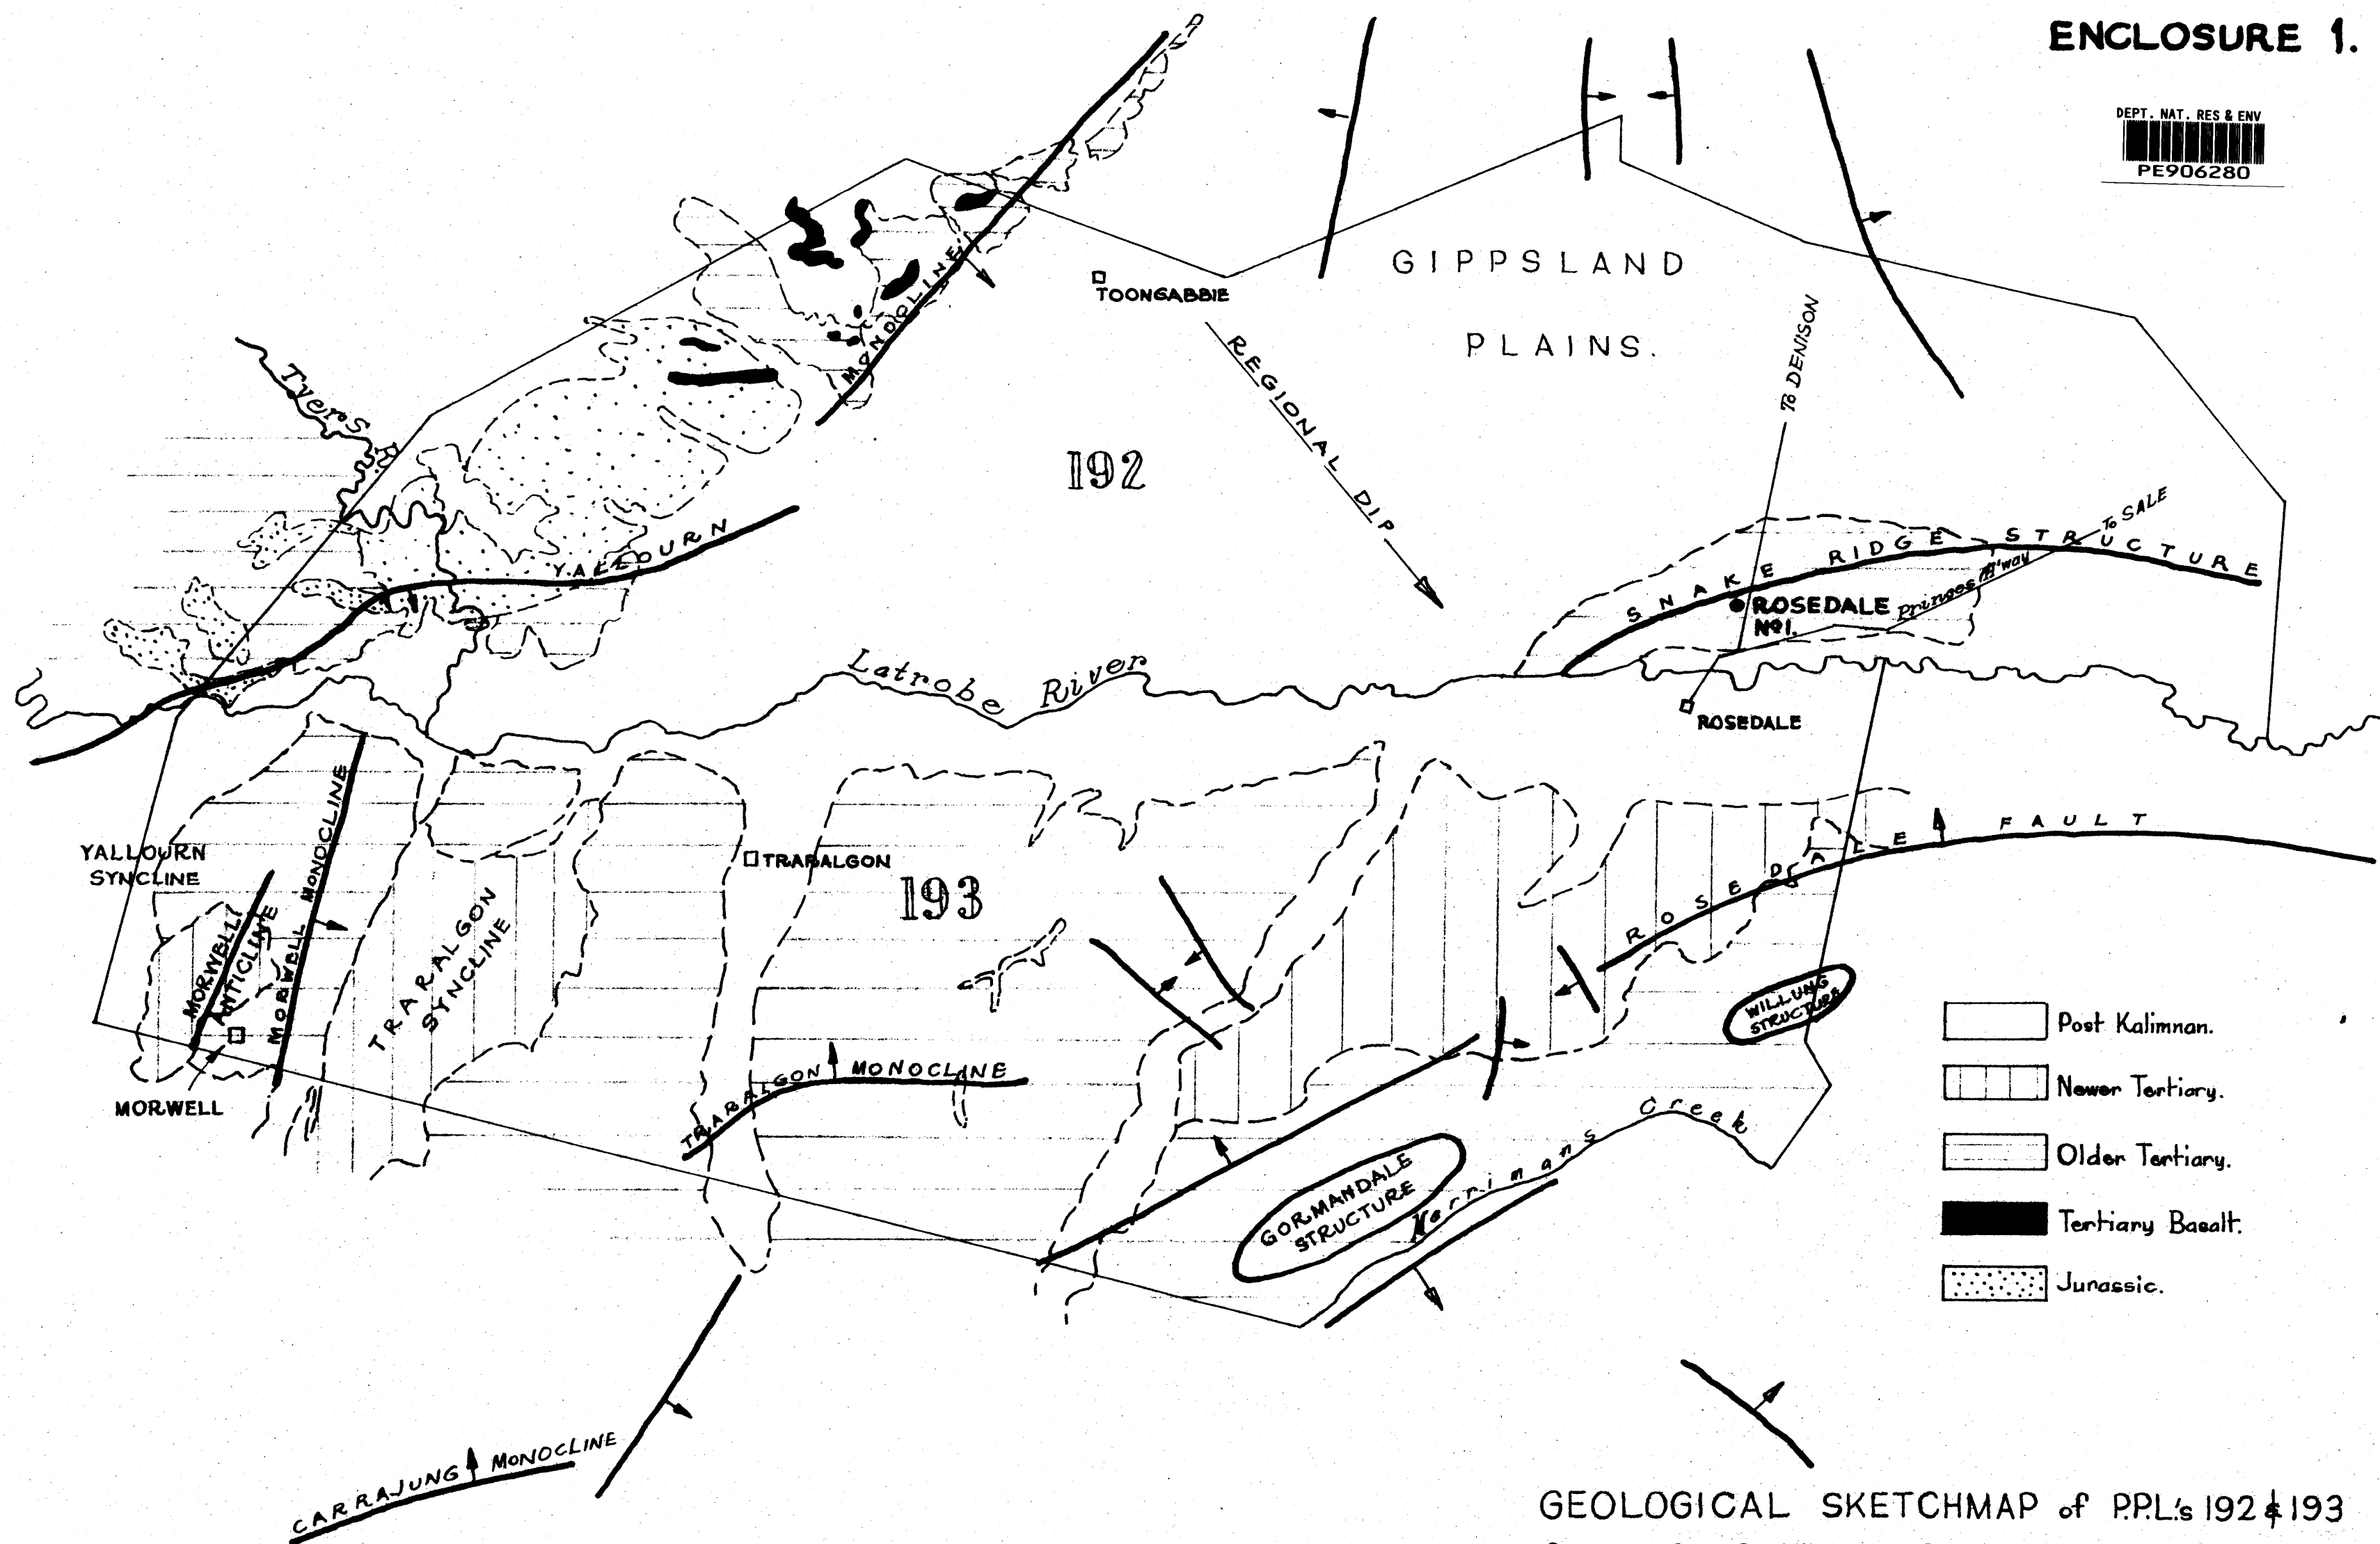 ENCLOSURE 1.
DEPT. NAT. RES & ENV
PE906280
GIPPSLAND
PLAINS.
TOONGABBIE
MONOCLINE
Tyers R.
REGIONAL DIP
TO DENISON
192
YALLOURN
TO SALE
SNAKE RIDGE STRUCTURE
Princes H'way
ROSEDALE
No1.
Latrobe River
ROSEDALE
YALLOURN
SYNCLINE
MORWELL MONOCLINE
MORWELL
ANTICLINE
TRARALGON
SYNCLINE
TRARALGON
193
ROSEDALE FAULT
WILLUNG
STRUCTURE
MORWELL
TRARALGON MONOCLINE
Merrimans Creek
GORMANDALE
STRUCTURE
Post Kalimnan.
Newer Tertiary.
Older Tertiary.
Tertiary Basalt.
Jurassic.
CARRAJUNG MONOCLINE
GEOLOGICAL SKETCHMAP of P.P.L.'s 192 & 193